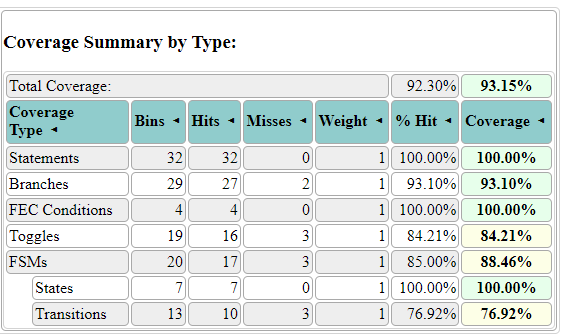 Coverage Summary by Type:
Total Coverage: 92.30% 93.15%
Coverage Type ◄ Bins ◄ Hits ◄ Misses ◄ Weight ◄ % Hit ◄ Coverage ◄
Statements 32 32 0 1 100.00% 100.00%
Branches 29 27 2 1 93.10% 93.10%
FEC Conditions 4 4 0 1 100.00% 100.00%
Toggles 19 16 3 1 84.21% 84.21%
FSMs 20 17 3 1 85.00% 88.46%
States 7 7 0 1 100.00% 100.00%
Transitions 13 10 3 1 76.92% 76.92%